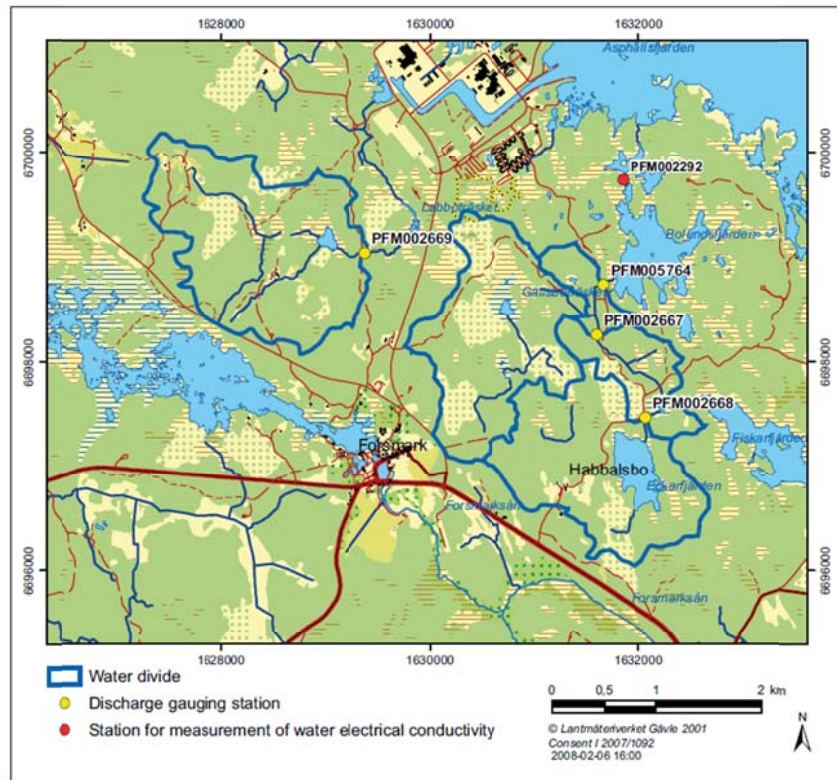 1628000 1630000 1632000
Asphällsfjärden
6700000 6700000
PFM002292
Labboträsket
PFM002669
Bolundsfjärden
PFM005764
PFM002667
6698000 6698000
PFM002668
Forsmark
Fiskarfjärden
Habbalsbo
Eckarfjärden
Forsmarksån
6696000 6696000
Forsmarksån
1628000 1630000 1632000
Water divide
Discharge gauging station
Station for measurement of water electrical conductivity
0 0,5 1 2 km
© Lantmäteriverket Gävle 2001
Consent I 2007/1092
2008-02-06 16:00
N